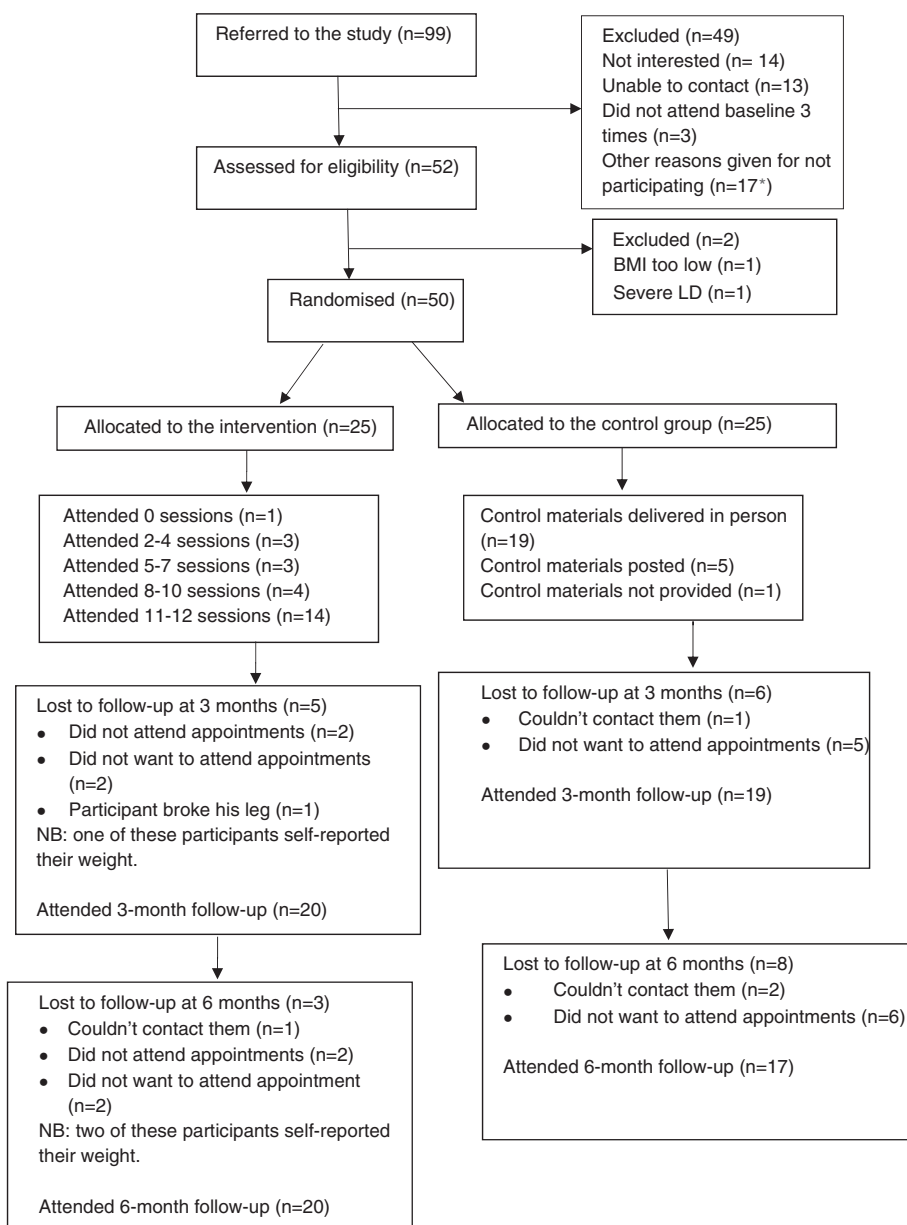 Referred to the study (n=99)
Excluded (n=49)
Not interested (n= 14)
Unable to contact (n=13)
Did not attend baseline 3
times (n=3)
Other reasons given for not
participating (n=17*)
Assessed for eligibility (n=52)
Excluded (n=2)
BMI too low (n=1)
Severe LD (n=1)
Randomised (n=50)
Allocated to the intervention (n=25)
Allocated to the control group (n=25)
Attended 0 sessions (n=1)
Attended 2-4 sessions (n=3)
Attended 5-7 sessions (n=3)
Attended 8-10 sessions (n=4)
Attended 11-12 sessions (n=14)
Control materials delivered in person
(n=19)
Control materials posted (n=5)
Control materials not provided (n=1)
Lost to follow-up at 3 months (n=5)
• Did not attend appointments (n=2)
• Did not want to attend appointments
(n=2)
• Participant broke his leg (n=1)
NB: one of these participants self-reported
their weight.
Attended 3-month follow-up (n=20)
Lost to follow-up at 3 months (n=6)
• Couldn't contact them (n=1)
• Did not want to attend appointments (n=5)
Attended 3-month follow-up (n=19)
Lost to follow-up at 6 months (n=3)
• Couldn't contact them (n=1)
• Did not attend appointments (n=2)
• Did not want to attend appointment
(n=2)
NB: two of these participants self-reported
their weight.
Attended 6-month follow-up (n=20)
Lost to follow-up at 6 months (n=8)
• Couldn't contact them (n=2)
• Did not want to attend appointments (n=6)
Attended 6-month follow-up (n=17)